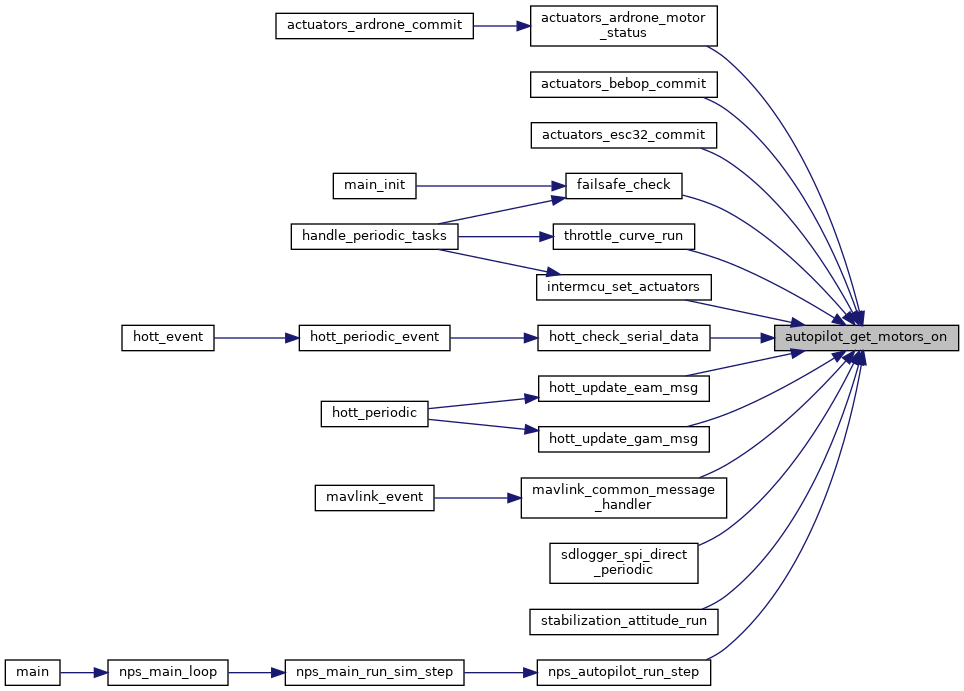 actuators_ardrone_commit
actuators_ardrone_motor
_status
actuators_bebop_commit
actuators_esc32_commit
main_init
failsafe_check
handle_periodic_tasks
throttle_curve_run
intermcu_set_actuators
hott_event
hott_periodic_event
hott_check_serial_data
autopilot_get_motors_on
hott_update_eam_msg
hott_periodic
hott_update_gam_msg
mavlink_event
mavlink_common_message
_handler
sdlogger_spi_direct
_periodic
stabilization_attitude_run
main
nps_main_loop
nps_main_run_sim_step
nps_autopilot_run_step